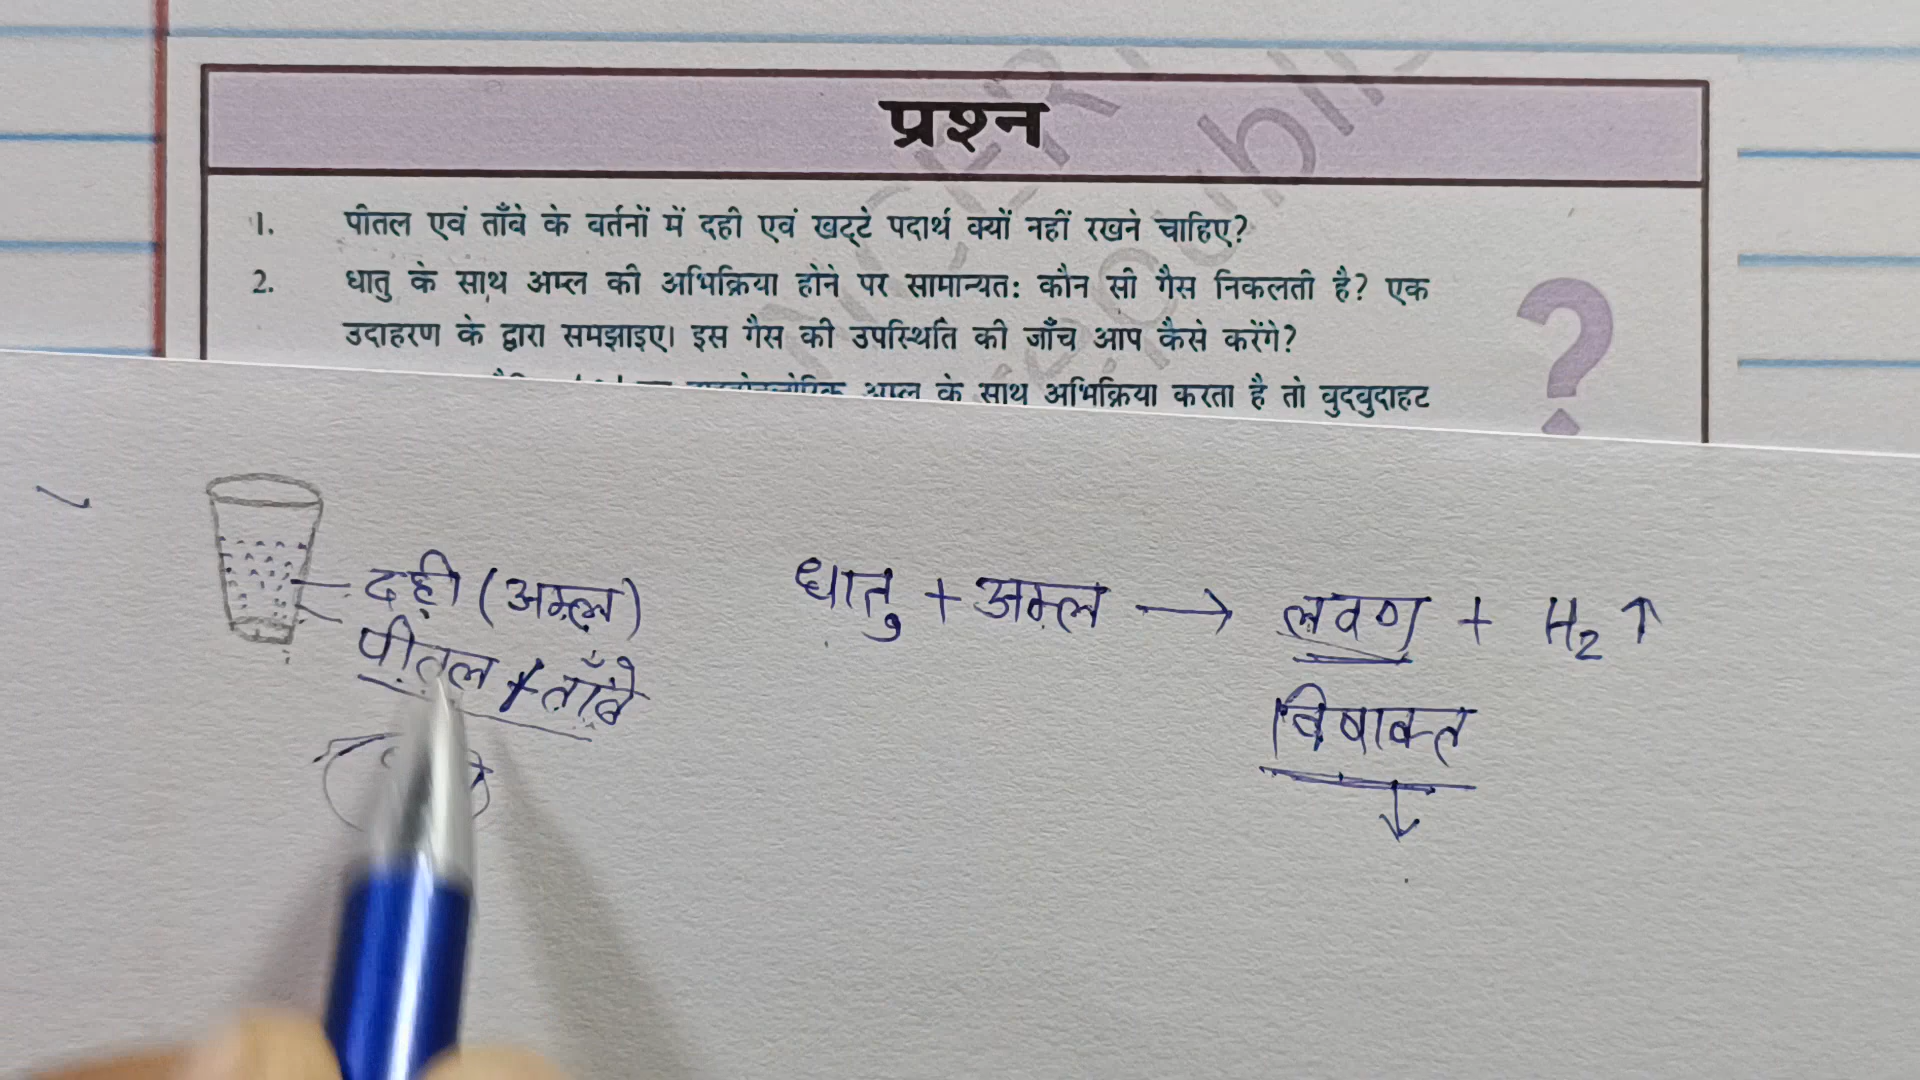 प्रश्न
1. पीतल एवं ताँबे के बर्तनों में दही एवं खट्टे पदार्थ क्यों नहीं रखने चाहिए?
2. धातु के साथ अम्ल की अभिक्रिया होने पर सामान्यतः कौन सी गैस निकलती है? एक
उदाहरण के द्वारा समझाइए। इस गैस की उपस्थिति की जाँच आप कैसे करेंगे?
अम्ल के साथ अभिक्रिया करता है तो बुदबुदाहट
?
दही (अम्ल)
पीतल / ताँबे
धातु + अम्ल → लवण + H₂ ↑
विषाक्त
↓